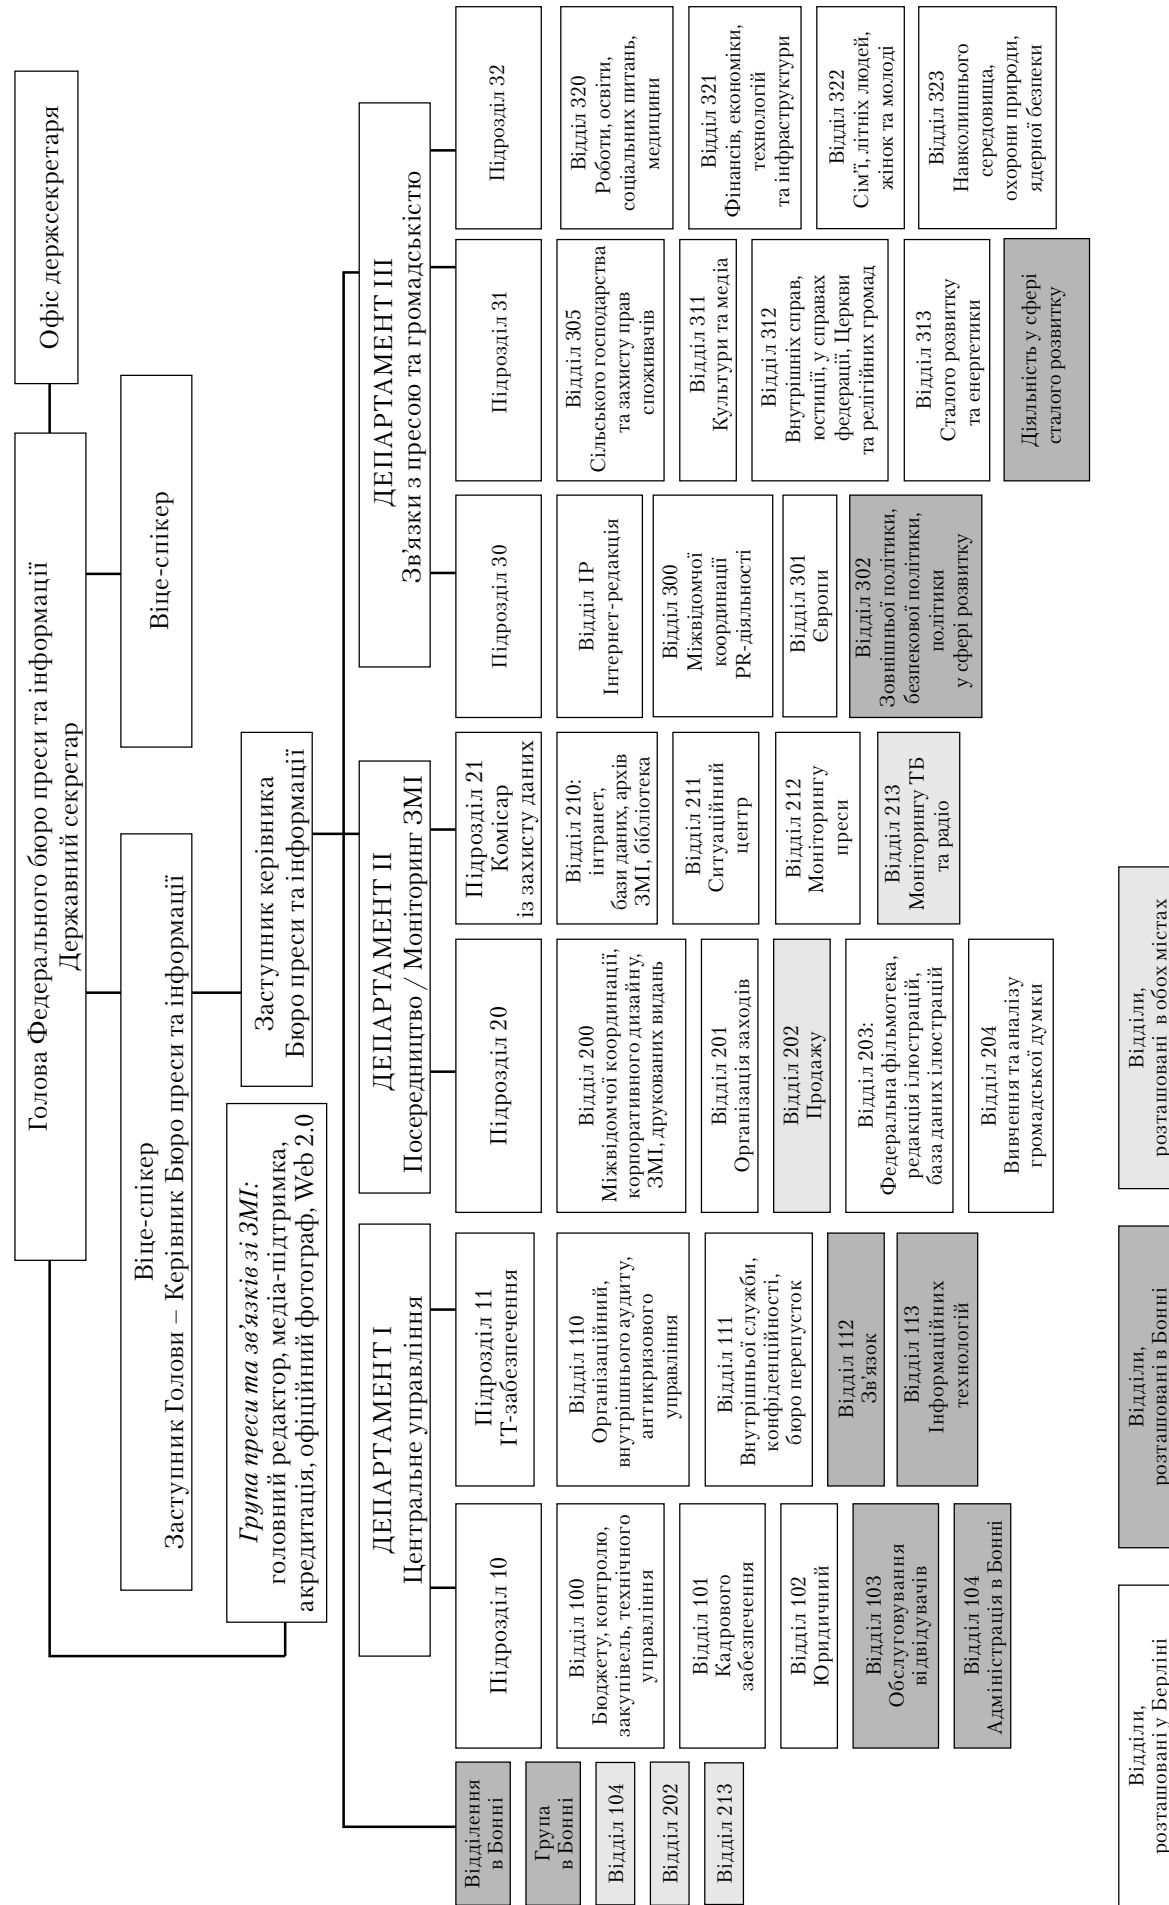 Голова Федерального бюро преси та інформації
Державний секретар
Офіс держсекретаря
Віце-спікер
Заступник Голови – Керівник Бюро преси та інформації
Віце-спікер
Група преси та зв'язків зі ЗМІ:
головний редактор, медіа-підтримка,
акредитація, офіційний фотограф, Web 2.0
Заступник керівника
Бюро преси та інформації
ДЕПАРТАМЕНТ I
Центральне управління
ДЕПАРТАМЕНТ II
Посередництво / Моніторинг ЗМІ
ДЕПАРТАМЕНТ III
Зв'язки з пресою та громадськістю
Відділення
в Бонні
Група
в Бонні
Відділ 104
Відділ 202
Відділ 213
Підрозділ 10
Відділ 100
Бюджету, контролю,
закупівель, технічного
управління
Відділ 101
Кадрового
забезпечення
Відділ 102
Юридичний
Відділ 103
Обслуговування
відвідувачів
Відділ 104
Адміністрація в Бонні
Підрозділ 11
ІТ-забезпечення
Відділ 110
Організаційний,
внутрішнього аудиту,
антикризового
управління
Відділ 111
Внутрішньої служби,
конфіденційності,
бюро перепусток
Відділ 112
Зв'язок
Відділ 113
Інформаційних
технологій
Підрозділ 20
Відділ 200
Міжвідомчої координації,
корпоративного дизайну,
ЗМІ, друкованих видань
Відділ 201
Організація заходів
Відділ 202
Продажу
Відділ 203:
Федеральна фільмотека,
редакція ілюстрацій,
база даних ілюстрацій
Відділ 204
Вивчення та аналізу
громадської думки
Підрозділ 21
Комісар
із захисту даних
Відділ 210:
інтранет,
бази даних, архів
ЗМІ, бібліотека
Відділ 211
Ситуаційний
центр
Відділ 212
Моніторингу
преси
Відділ 213
Моніторингу ТБ
та радіо
Підрозділ 30
Відділ ІР
Інтернет-редакція
Відділ 300
Міжвідомчої
координації
PR-діяльності
Відділ 301
Європи
Відділ 302
Зовнішньої політики,
безпекової політики,
політики
у сфері розвитку
Підрозділ 31
Відділ 305
Сільського господарства
та захисту прав
споживачів
Відділ 311
Культури та медіа
Відділ 312
Внутрішніх справ,
юстиції, у справах
федерації, Церкви
та релігійних громад
Відділ 313
Сталого розвитку
та енергетики
Діяльність у сфері
сталого розвитку
Підрозділ 32
Відділ 320
Роботи, освіти,
соціальних питань,
медицини
Відділ 321
Фінансів, економіки,
технологій
та інфраструктури
Відділ 322
Сім'ї, літніх людей,
жінок та молоді
Відділ 323
Навколишнього
середовища,
охорони природи,
ядерної безпеки
Відділи,
розташовані у Берліні
Відділи,
розташовані в Бонні
Відділи,
розташовані в обох містах